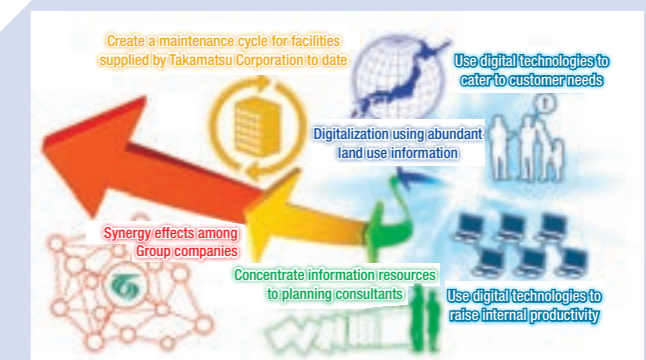 Create a maintenance cycle for facilities
supplied by Takamatsu Corporation to date
Use digital technologies to
cater to customer needs
Digitalization using abundant
land use information
Synergy effects among
Group companies
Concentrate information resources
to planning consultants
Use digital technologies to
raise internal productivity